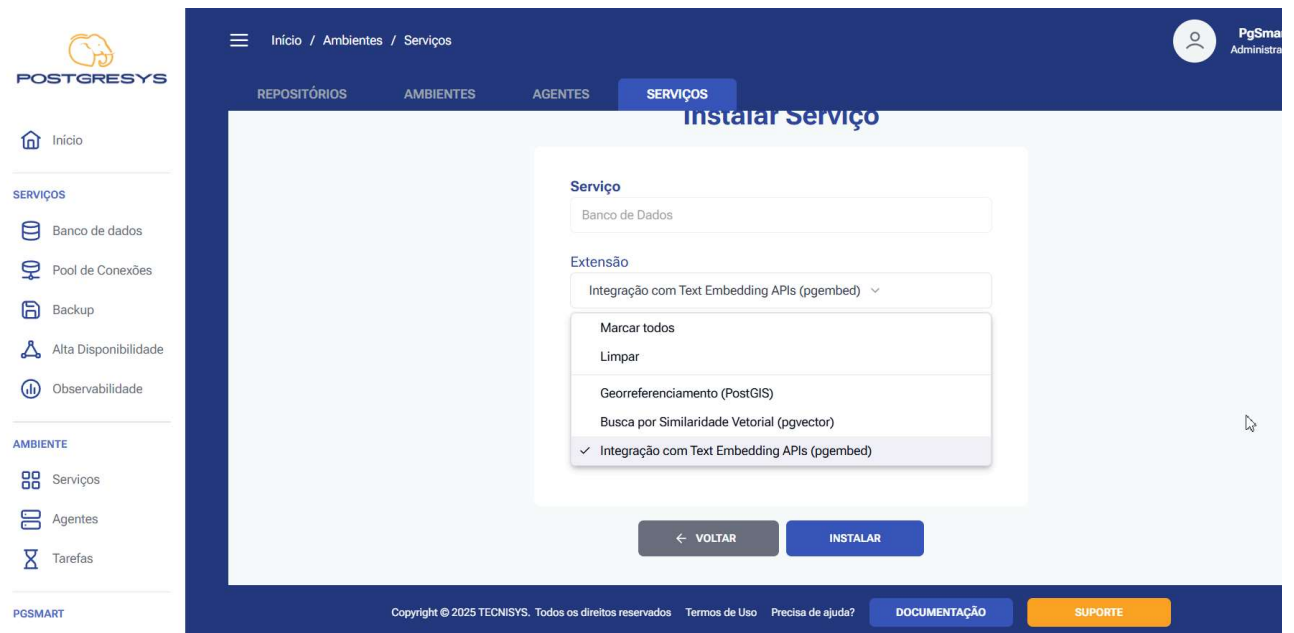 POSTGRESYS
Início
SERVIÇOS
Banco de dados
Pool de Conexões
Backup
Alta Disponibilidade
Observabilidade
AMBIENTE
Serviços
Agentes
Tarefas
PGSMART
Início / Ambientes / Serviços
PgSmar
Administra
REPOSITÓRIOS AMBIENTES AGENTES SERVIÇOS
Instalar Serviço
Serviço
Banco de Dados
Extensão
Integração com Text Embedding APIs (pgembed)
Marcar todos
Limpar
Georreferenciamento (PostGIS)
Busca por Similaridade Vetorial (pgvector)
Integração com Text Embedding APIs (pgembed)
VOLTAR INSTALAR
Copyright © 2025 TECNISYS. Todos os direitos reservados Termos de Uso Precisa de ajuda? DOCUMENTAÇÃO SUPORTE